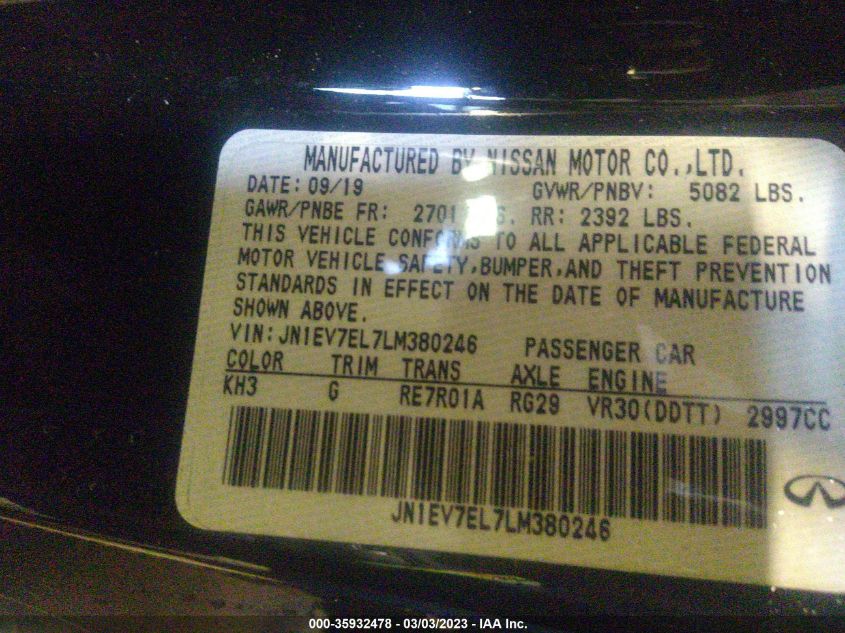 MANUFACTURED BY NISSAN MOTOR CO.,LTD.
DATE: 09/19 GVWR/PNBV: 5082 LBS.
GAWR/PNBE FR: 2701 RR: 2392 LBS.
THIS VEHICLE CONFORMS TO ALL APPLICABLE FEDERAL
MOTOR VEHICLE SAFETY,BUMPER,AND THEFT PREVENTION
STANDARDS IN EFFECT ON THE DATE OF MANUFACTURE
SHOWN ABOVE.
VIN:JN1EV7EL7LM380246 PASSENGER CAR
COLOR TRIM TRANS AXLE ENGINE
KH3 G RE7R01A RG29 VR30(DDTT) 2997CC
JN1EV7EL7LM380246
000-35932478 - 03/03/2023 - IAA Inc.